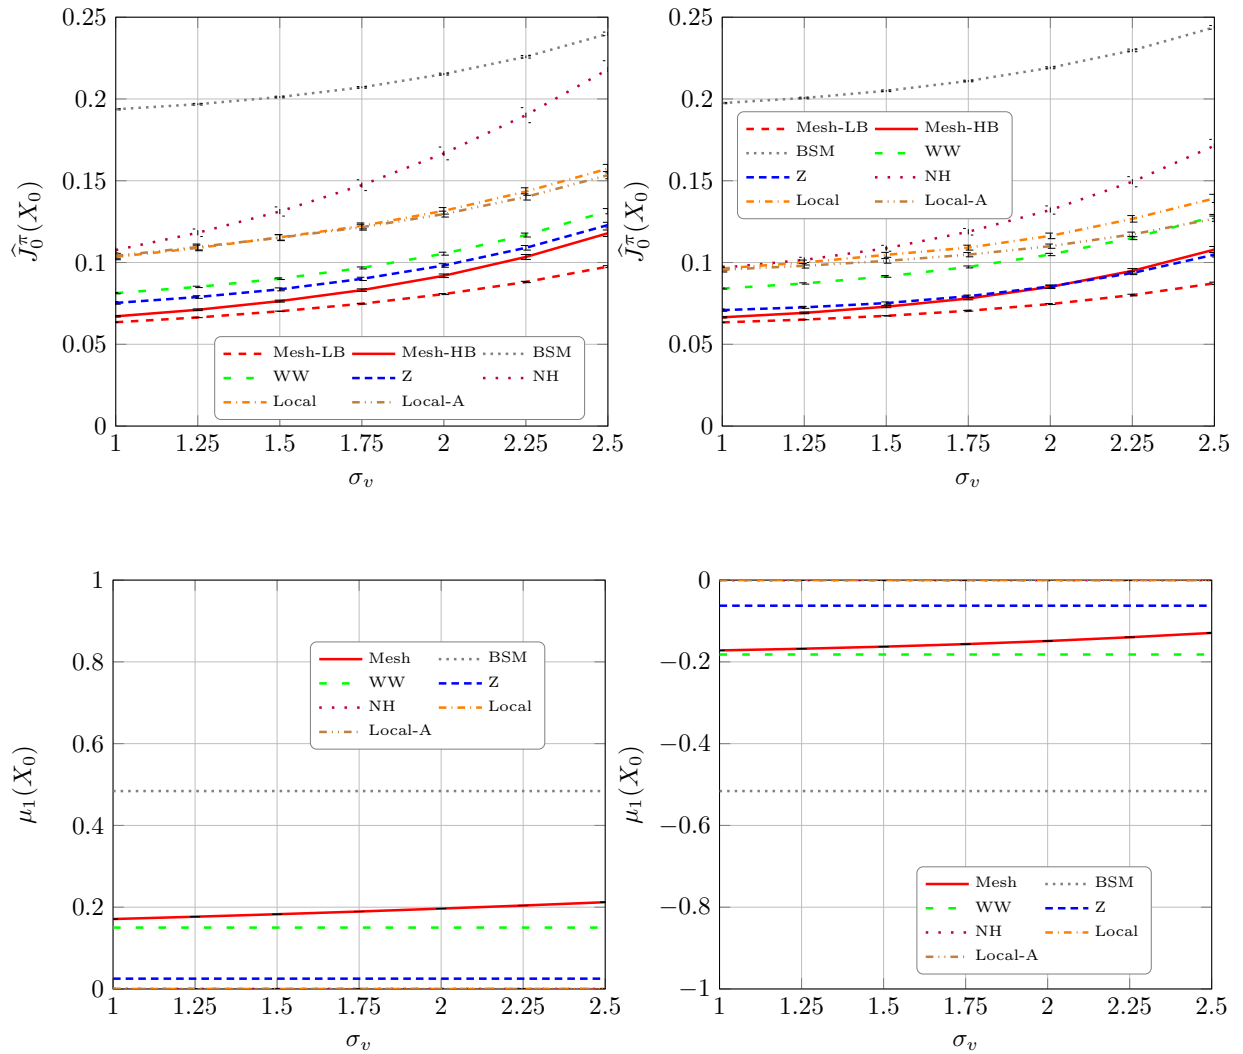 0.25
0.2
0.15
0.1
0.05
0
Ĵ₀^π(X₀)
Mesh-LB Mesh-HB BSM
WW Z NH
Local Local-A
1 1.25 1.5 1.75 2 2.25 2.5
σ_v
0.25
0.2
0.15
0.1
0.05
0
Ĵ₀^π(X₀)
Mesh-LB Mesh-HB
BSM WW
Z NH
Local Local-A
1 1.25 1.5 1.75 2 2.25 2.5
σ_v
1
0.8
0.6
0.4
0.2
0
μ₁(X₀)
Mesh BSM
WW Z
NH Local
Local-A
1 1.25 1.5 1.75 2 2.25 2.5
σ_v
0
−0.2
−0.4
−0.6
−0.8
−1
μ₁(X₀)
Mesh BSM
WW Z
NH Local
Local-A
1 1.25 1.5 1.75 2 2.25 2.5
σ_v